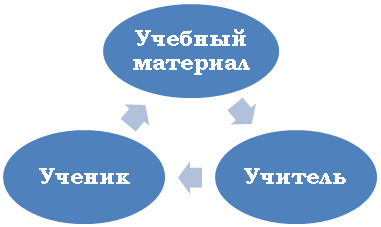 Учебный
материал
Ученик
Учитель